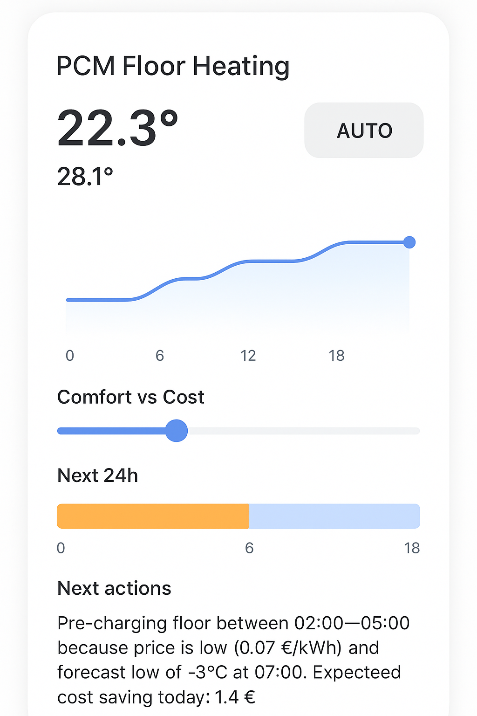 PCM Floor Heating
22.3°
AUTO
28.1°
0 6 12 18
Comfort vs Cost
Next 24h
0 6 18
Next actions
Pre-charging floor between 02:00—05:00
because price is low (0.07 €/kWh) and
forecast low of -3°C at 07:00. Expecteed
cost saving today: 1.4 €